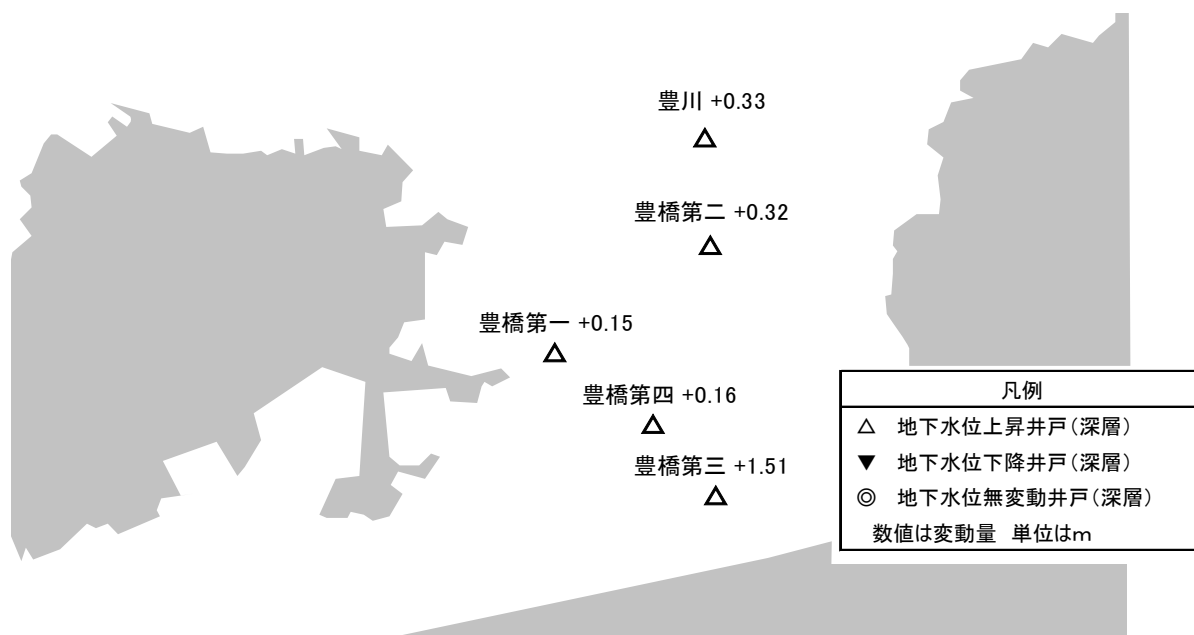 豊川 +0.33
豊橋第二 +0.32
豊橋第一 +0.15
豊橋第四 +0.16
豊橋第三 +1.51
凡例
△ 地下水位上昇井戸(深層)
▼ 地下水位下降井戸(深層)
◎ 地下水位無変動井戸(深層)
数値は変動量 単位はm